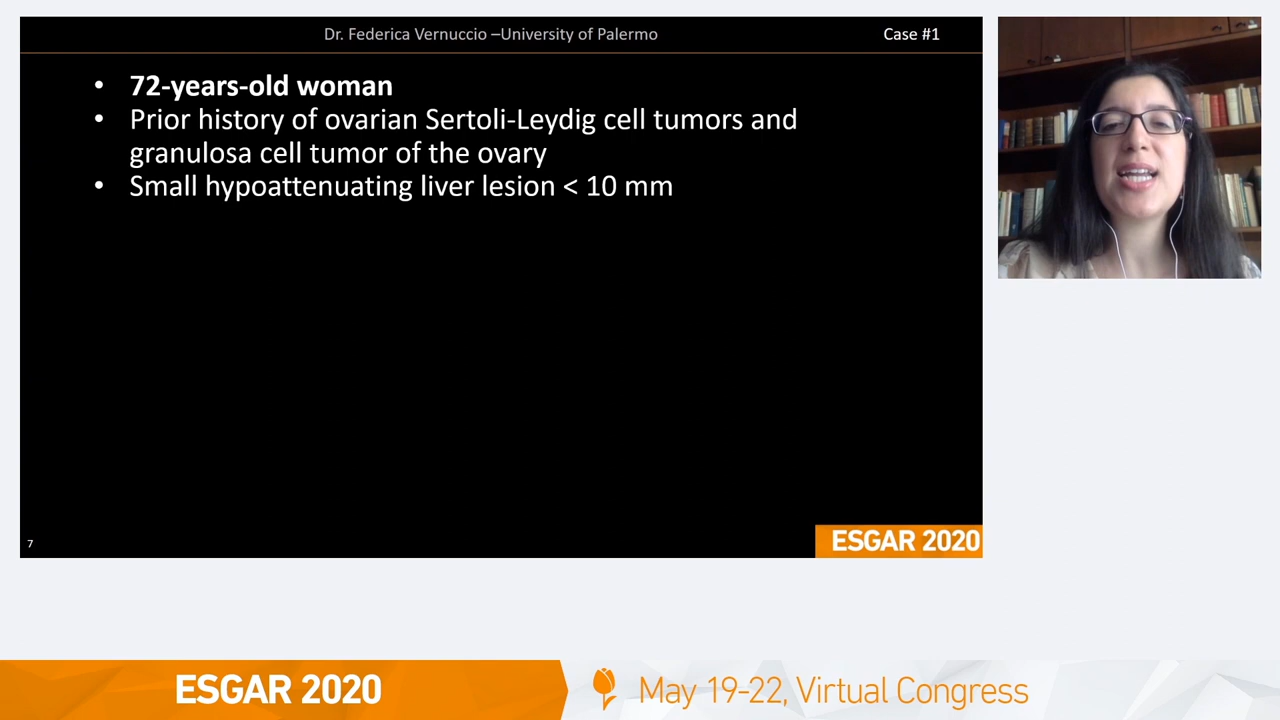 Dr. Federica Vernuccio –University of Palermo
Case #1
• 72-years-old woman
• Prior history of ovarian Sertoli-Leydig cell tumors and
granulosa cell tumor of the ovary
• Small hypoattenuating liver lesion < 10 mm
7
ESGAR 2020
ESGAR 2020
May 19-22, Virtual Congress